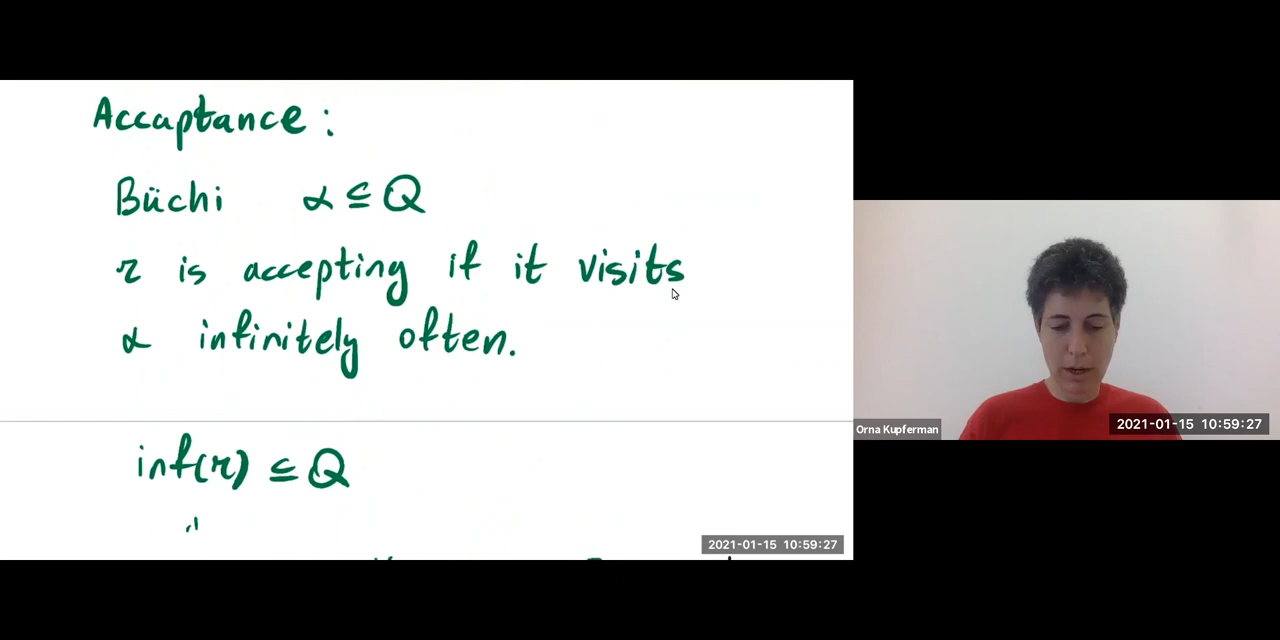 Accaptance:
Büchi α ⊆ Q
r is accepting if it visits
α infinitely often.
inf(r) ⊆ Q
2021-01-15 10:59:27
Orna Kupferman
2021-01-15 10:59:27